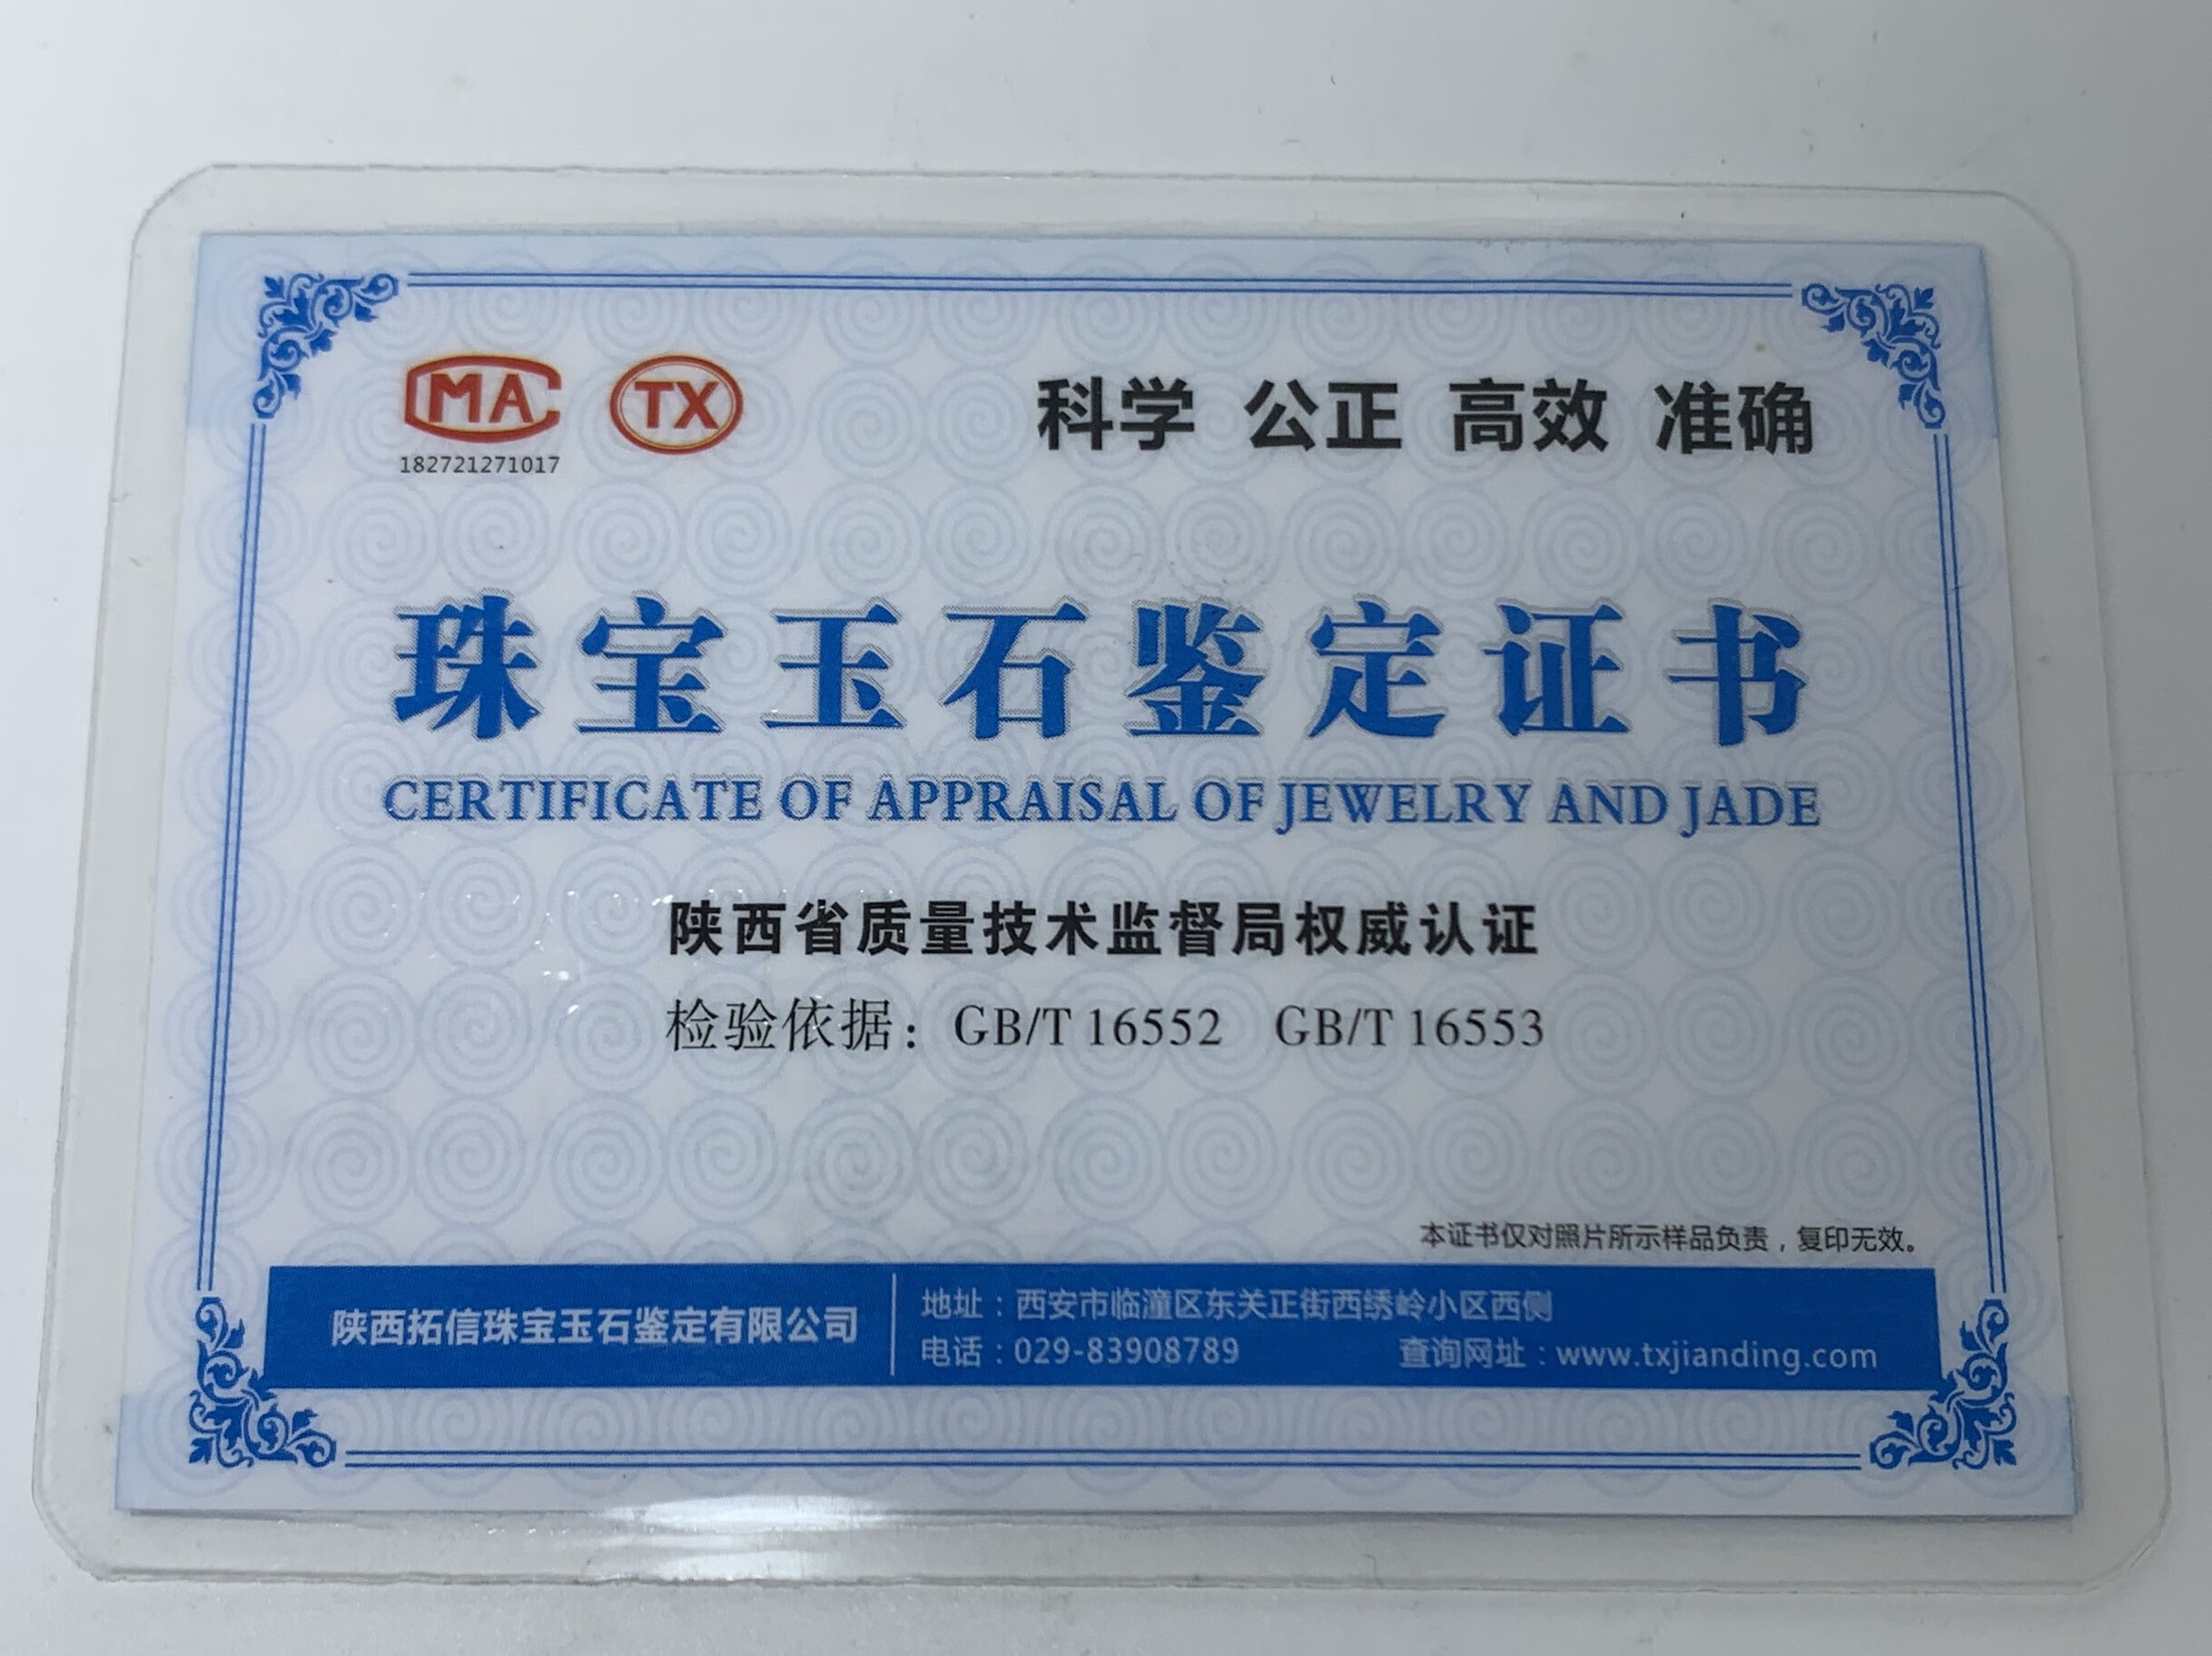 CMA TX 科学 公正 高效 准确
182721271017
珠宝玉石鉴定证书
CERTIFICATE OF APPRAISAL OF JEWELRY AND JADE
陕西省质量技术监督局权威认证
检验依据：GB/T 16552 GB/T 16553
本证书仅对照片所示样品负责，复印无效。
陕西拓信珠宝玉石鉴定有限公司
地址：西安市临潼区东关正街西绣岭小区西侧
电话：029-83908789 查询网址：www.txjianding.com